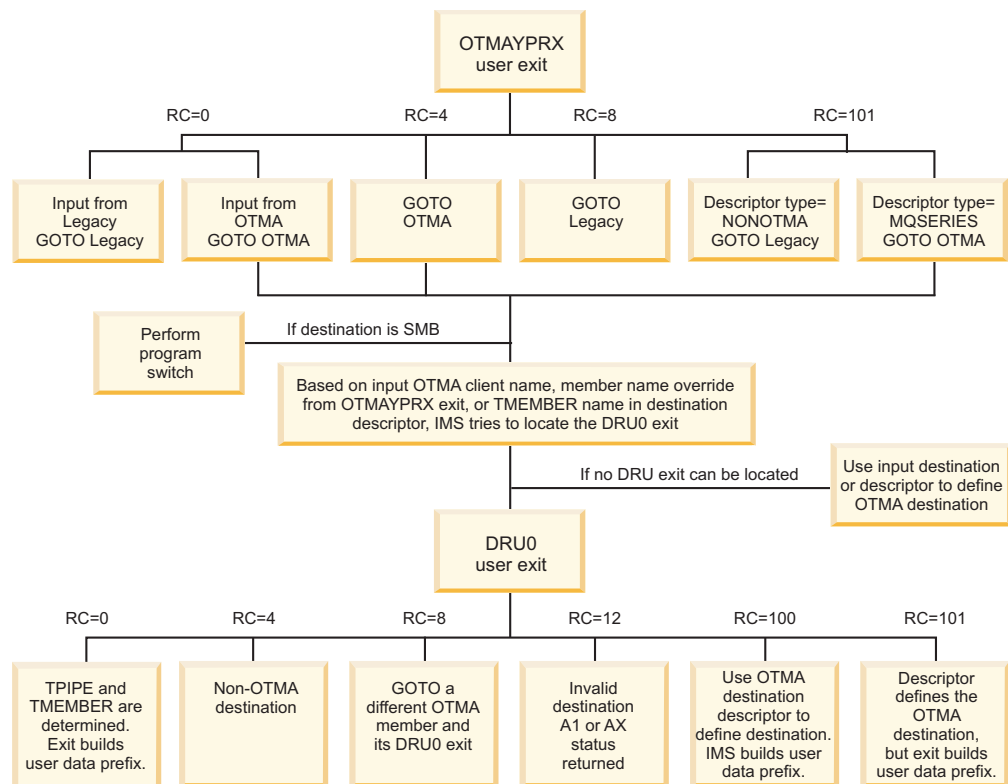 OTMAYPRX
user exit
RC=0
RC=4
RC=8
RC=101
Input from
Legacy
GOTO Legacy
Input from
OTMA
GOTO OTMA
GOTO
OTMA
GOTO
Legacy
Descriptor type=
NONOTMA
GOTO Legacy
Descriptor type=
MQSERIES
GOTO OTMA
If destination is SMB
Perform
program
switch
Based on input OTMA client name, member name override
from OTMAYPRX exit, or TMEMBER name in destination
descriptor, IMS tries to locate the DRU0 exit
If no DRU exit can be located
Use input destination
or descriptor to define
OTMA destination
DRU0
user exit
RC=0
RC=4
RC=8
RC=12
RC=100
RC=101
TPIPE and
TMEMBER are
determined.
Exit builds
user data prefix.
Non-OTMA
destination
GOTO a
different OTMA
member and
its DRU0 exit
Invalid
destination
A1 or AX
status
returned
Use OTMA
destination
descriptor to
define destination.
IMS builds user
data prefix.
Descriptor
defines the
OTMA
destination,
but exit builds
user data prefix.